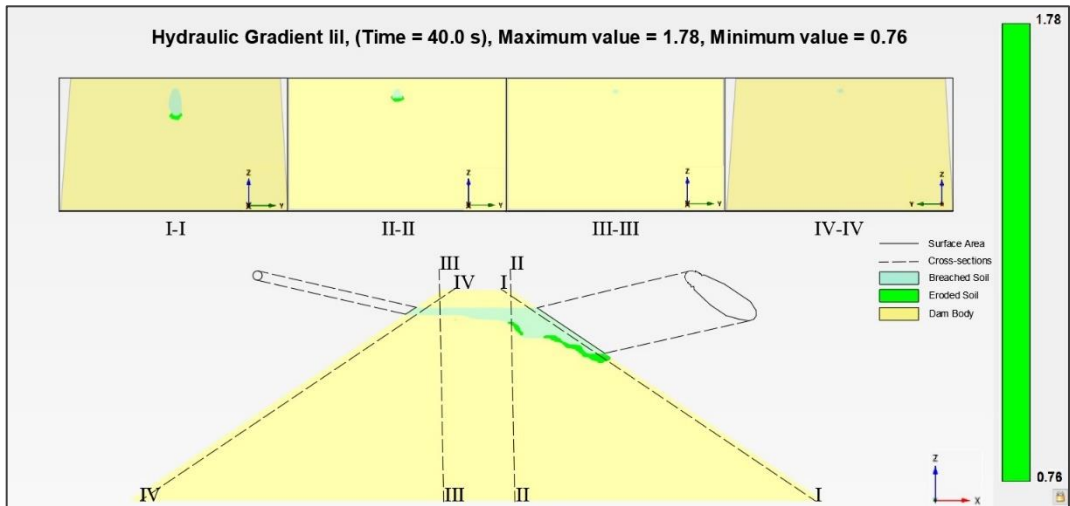 Hydraulic Gradient lil, (Time = 40.0 s), Maximum value = 1.78, Minimum value = 0.76
1.78
Z Y
Z X Y
Z X Y
Z Y
I-I
II-II
III-III
IV-IV
Surface Area
Cross-sections
Breached Soil
Eroded Soil
Dam Body
III
II
IV
I
IV
III
II
I
Z X
0.76